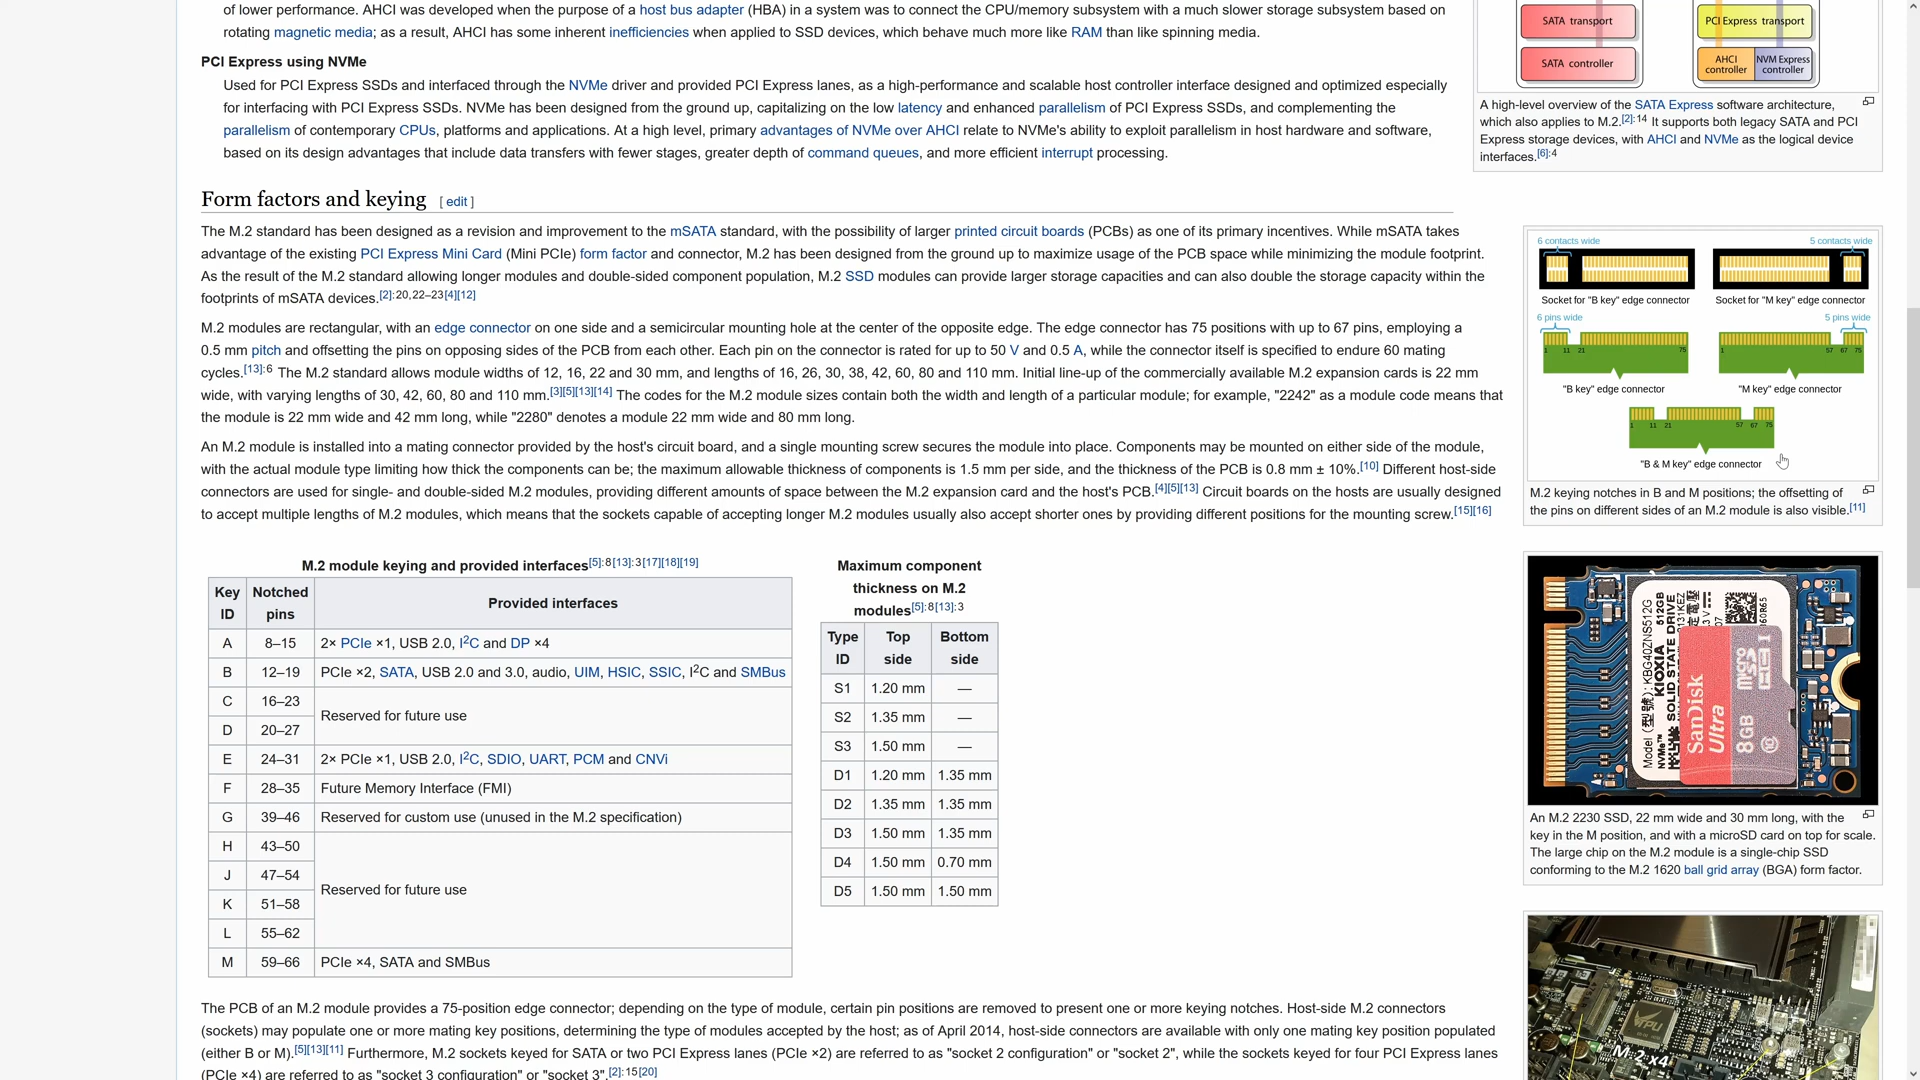 of lower performance. AHCI was developed when the purpose of a host bus adapter (HBA) in a system was to connect the CPU/memory subsystem with a much slower storage subsystem based on
rotating magnetic media; as a result, AHCI has some inherent inefficiencies when applied to SSD devices, which behave much more like RAM than like spinning media.
PCI Express using NVMe
Used for PCI Express SSDs and interfaced through the NVMe driver and provided PCI Express lanes, as a high-performance and scalable host controller interface designed and optimized especially
for interfacing with PCI Express SSDs. NVMe has been designed from the ground up, capitalizing on the low latency and enhanced parallelism of PCI Express SSDs, and complementing the
parallelism of contemporary CPUs, platforms and applications. At a high level, primary advantages of NVMe over AHCI relate to NVMe's ability to exploit parallelism in host hardware and software,
based on its design advantages that include data transfers with fewer stages, greater depth of command queues, and more efficient interrupt processing.
SATA transport
PCI Express transport
SATA controller
AHCI controller
NVM Express controller
A high-level overview of the SATA Express software architecture,
which also applies to M.2.[2]:14 It supports both legacy SATA and PCI
Express storage devices, with AHCI and NVMe as the logical device
interfaces.[6]:4
Form factors and keying [ edit ]
The M.2 standard has been designed as a revision and improvement to the mSATA standard, with the possibility of larger printed circuit boards (PCBs) as one of its primary incentives. While mSATA takes
advantage of the existing PCI Express Mini Card (Mini PCIe) form factor and connector, M.2 has been designed from the ground up to maximize usage of the PCB space while minimizing the module footprint.
As the result of the M.2 standard allowing longer modules and double-sided component population, M.2 SSD modules can provide larger storage capacities and can also double the storage capacity within the
footprints of mSATA devices.[2]:20,22–23[4][12]
M.2 modules are rectangular, with an edge connector on one side and a semicircular mounting hole at the center of the opposite edge. The edge connector has 75 positions with up to 67 pins, employing a
0.5 mm pitch and offsetting the pins on opposing sides of the PCB from each other. Each pin on the connector is rated for up to 50 V and 0.5 A, while the connector itself is specified to endure 60 mating
cycles.[13]:6 The M.2 standard allows module widths of 12, 16, 22 and 30 mm, and lengths of 16, 26, 30, 38, 42, 60, 80 and 110 mm. Initial line-up of the commercially available M.2 expansion cards is 22 mm
wide, with varying lengths of 30, 42, 60, 80 and 110 mm.[3][5][13][14] The codes for the M.2 module sizes contain both the width and length of a particular module; for example, "2242" as a module code means that
the module is 22 mm wide and 42 mm long, while "2280" denotes a module 22 mm wide and 80 mm long.
An M.2 module is installed into a mating connector provided by the host's circuit board, and a single mounting screw secures the module into place. Components may be mounted on either side of the module,
with the actual module type limiting how thick the components can be; the maximum allowable thickness of components is 1.5 mm per side, and the thickness of the PCB is 0.8 mm ± 10%.[10] Different host-side
connectors are used for single- and double-sided M.2 modules, providing different amounts of space between the M.2 expansion card and the host's PCB.[4][5][13] Circuit boards on the hosts are usually designed
to accept multiple lengths of M.2 modules, which means that the sockets capable of accepting longer M.2 modules usually also accept shorter ones by providing different positions for the mounting screw.[15][16]
6 contacts wide 5 contacts wide
Socket for "B key" edge connector Socket for "M key" edge connector
6 pins wide 5 pins wide
1 11 21 75 1 57 67 75
"B key" edge connector "M key" edge connector
1 11 21 57 67 75
"B & M key" edge connector
M.2 keying notches in B and M positions; the offsetting of
the pins on different sides of an M.2 module is also visible.[11]
M.2 module keying and provided interfaces[5]:8[13]:3[17][18][19]
Key ID Notched pins Provided interfaces
A 8–15 2× PCIe ×1, USB 2.0, I2C and DP ×4
B 12–19 PCIe ×2, SATA, USB 2.0 and 3.0, audio, UIM, HSIC, SSIC, I2C and SMBus
C 16–23 Reserved for future use
D 20–27
E 24–31 2× PCIe ×1, USB 2.0, I2C, SDIO, UART, PCM and CNVi
F 28–35 Future Memory Interface (FMI)
G 39–46 Reserved for custom use (unused in the M.2 specification)
H 43–50 Reserved for future use
J 47–54
K 51–58
L 55–62
M 59–66 PCIe ×4, SATA and SMBus
Maximum component
thickness on M.2
modules[5]:8[13]:3
Type ID Top side Bottom side
S1 1.20 mm —
S2 1.35 mm —
S3 1.50 mm —
D1 1.20 mm 1.35 mm
D2 1.35 mm 1.35 mm
D3 1.50 mm 1.35 mm
D4 1.50 mm 0.70 mm
D5 1.50 mm 1.50 mm
Model (型號): KBG40ZNS512G
KIOXIA 512GB
NVMe™ SOLID STATE DRIVE
SanDisk
Ultra
micro SD HC I
8GB
An M.2 2230 SSD, 22 mm wide and 30 mm long, with the
key in the M position, and with a microSD card on top for scale.
The large chip on the M.2 module is a single-chip SSD
conforming to the M.2 1620 ball grid array (BGA) form factor.
M.2 x4
The PCB of an M.2 module provides a 75-position edge connector; depending on the type of module, certain pin positions are removed to present one or more keying notches. Host-side M.2 connectors
(sockets) may populate one or more mating key positions, determining the type of modules accepted by the host; as of April 2014, host-side connectors are available with only one mating key position populated
(either B or M).[5][13][11] Furthermore, M.2 sockets keyed for SATA or two PCI Express lanes (PCIe ×2) are referred to as "socket 2 configuration" or "socket 2", while the sockets keyed for four PCI Express lanes
(PCIe ×4) are referred to as "socket 3 configuration" or "socket 3".[2]:15[20]